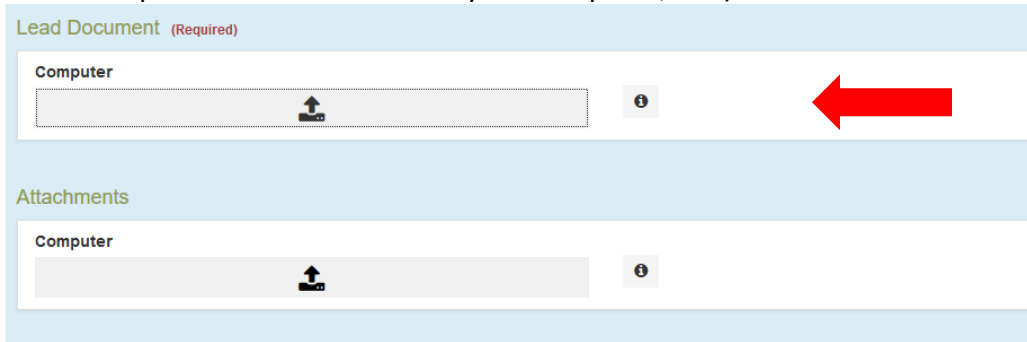 Lead Document (Required)
Computer
Attachments
Computer